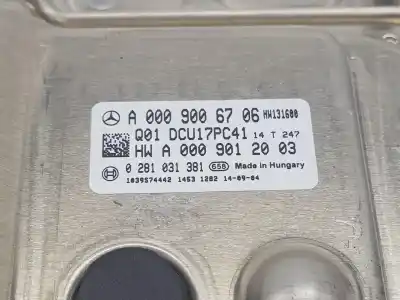 A 000 900 67 06 HW131600
Q01 DCU17PC41 14 T 247
HW A 000 901 20 03
0 281 031 381 658 Made in Hungary
1039S74442 1453 1282 14-09-04